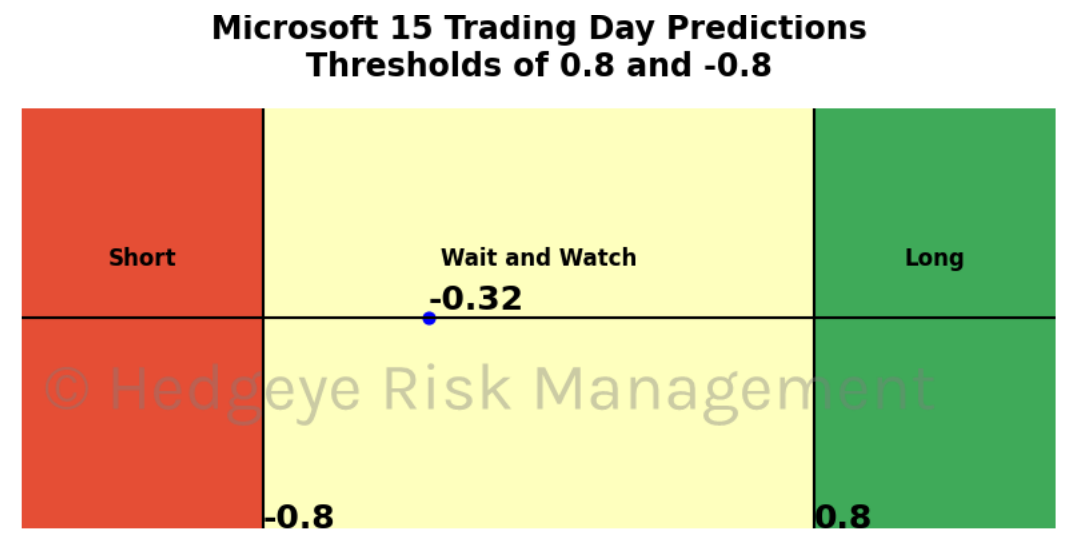 Microsoft 15 Trading Day Predictions
Thresholds of 0.8 and -0.8
Short
Wait and Watch
Long
-0.32
© Hedgeye Risk Management
-0.8
0.8